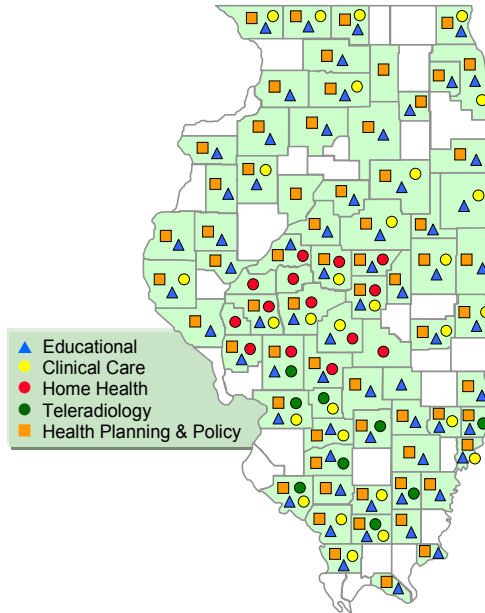 Educational
Clinical Care
Home Health
Teleradiology
Health Planning & Policy